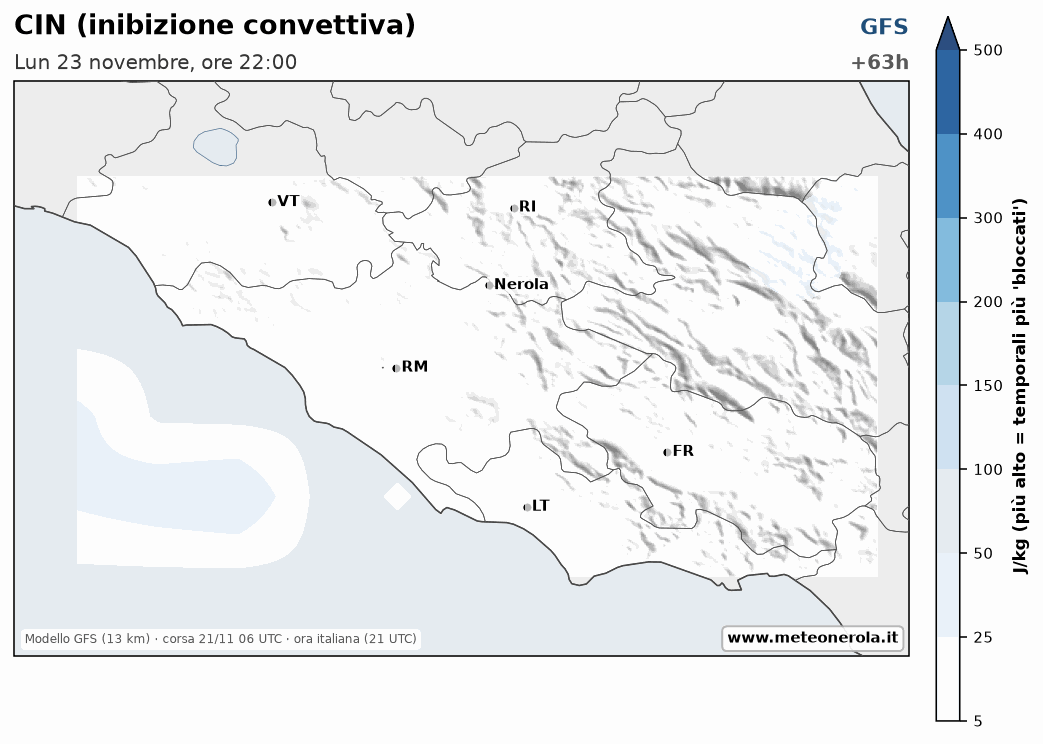 CIN (inibizione convettiva)
GFS
Lun 23 novembre, ore 22:00
+63h
500
400
300
200
150
100
50
25
5
J/kg (più alto = temporali più 'bloccati')
VT
RI
Nerola
RM
FR
LT
Modello GFS (13 km) · corsa 21/11 06 UTC · ora italiana (21 UTC)
www.meteonerola.it